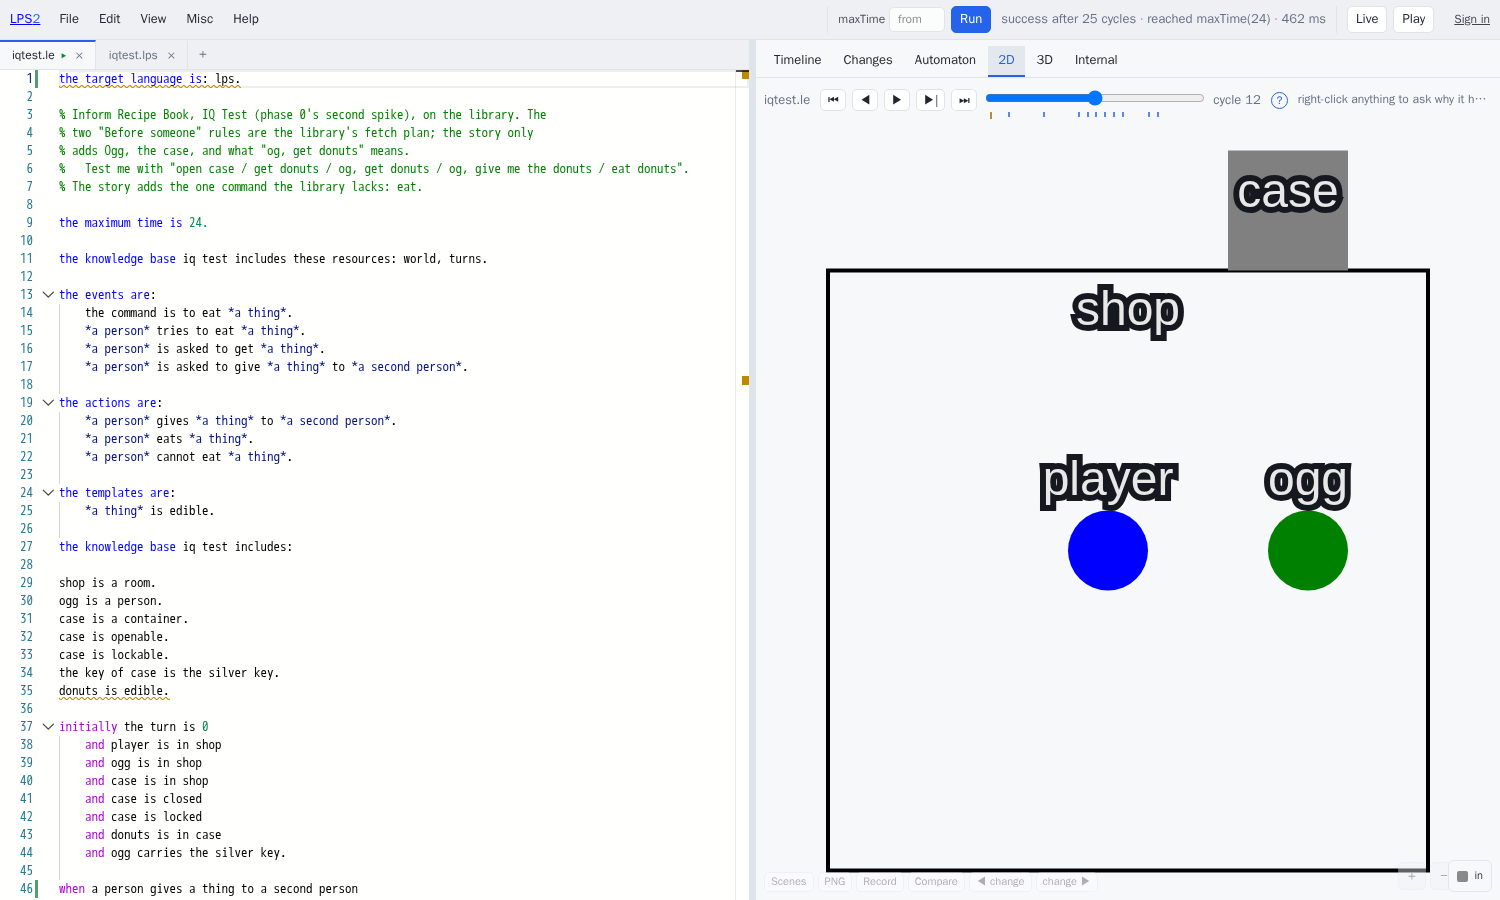 LPS2 File Edit View Misc Help maxTime from Run success after 25 cycles · reached maxTime(24) · 462 ms Live Play Sign in
iqtest.le ▸ × iqtest.lps × +
1 the target language is: lps.
2
3 % Inform Recipe Book, IQ Test (phase 0's second spike), on the library. The
4 % two "Before someone" rules are the library's fetch plan; the story only
5 % adds Ogg, the case, and what "og, get donuts" means.
6 %   Test me with "open case / get donuts / og, get donuts / og, give me the donuts / eat donuts".
7 % The story adds the one command the library lacks: eat.
8
9 the maximum time is 24.
10
11 the knowledge base iq test includes these resources: world, turns.
12
13 the events are:
14     the command is to eat *a thing*.
15     *a person* tries to eat *a thing*.
16     *a person* is asked to get *a thing*.
17     *a person* is asked to give *a thing* to *a second person*.
18
19 the actions are:
20     *a person* gives *a thing* to *a second person*.
21     *a person* eats *a thing*.
22     *a person* cannot eat *a thing*.
23
24 the templates are:
25     *a thing* is edible.
26
27 the knowledge base iq test includes:
28
29 shop is a room.
30 ogg is a person.
31 case is a container.
32 case is openable.
33 case is lockable.
34 the key of case is the silver key.
35 donuts is edible.
36
37 initially the turn is 0
38     and player is in shop
39     and ogg is in shop
40     and case is in shop
41     and case is closed
42     and case is locked
43     and donuts is in case
44     and ogg carries the silver key.
45
46 when a person gives a thing to a second person
Timeline Changes Automaton 2D 3D Internal
iqtest.le ⏮ ◀ ▶ ▶| ⏭ cycle 12 ? right-click anything to ask why it h…
case
shop
player ogg
Scenes PNG Record Compare ◀ change change ▶ + − in